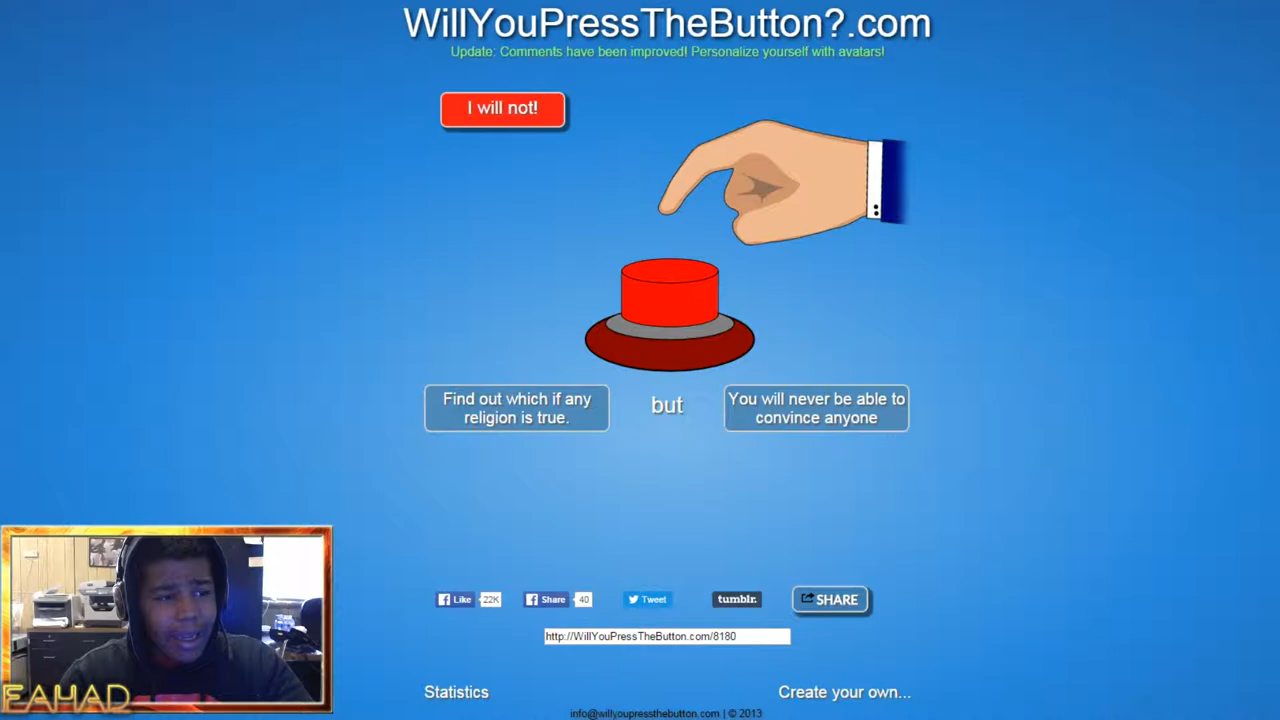 WillYouPressTheButton?.com
Update: Comments have been improved! Personalize yourself with avatars!
I will not!
Find out which if any
religion is true.
but
You will never be able to
convince anyone
Like 22K
Share 40
Tweet
tumblr.
SHARE
http://WillYouPressTheButton.com/8180
Statistics
Create your own...
info@willyoupressthebutton.com | © 2013
FAHAD